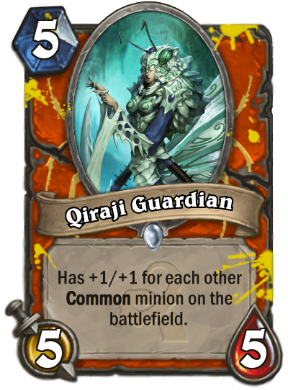 5
Qiraji Guardian
Has +1/+1 for each other
Common minion on the
battlefield.
5 5